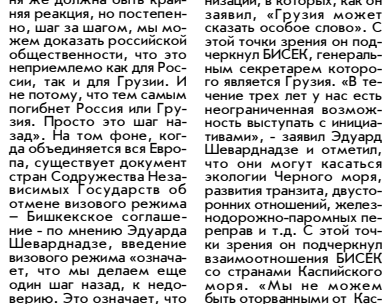 ня же должна быть край-
няя реакция, но постепен-
но, шаг за шагом, мы мо-
жем доказать российской
общественности, что это
неприемлемо как для Рос-
сии, так и для Грузии. И
не потому, что тем самым
погибнет Россия или Гру-
зия. Просто это шаг на-
зад». На том фоне, ког-
да объединяется вся Евро-
па, существует документ
стран Содружества Неза-
висимых Государств об
отмене визового режима
– Бишкекское соглаше-
ние - по мнению Эдуарда
Шеварднадзе, введение
визового режима «означа-
ет, что мы делаем еще
один шаг назад, к недо-
верию. Это означает, что
низации, в которых, как он
заявил, «Грузия может
сказать особое слово». С
этой точки зрения он под-
черкнул БИСЕК, генераль-
ным секретарем которо-
го является Грузия. «В те-
чение трех лет у нас есть
неограниченная возмож-
ность выступать с инициа-
тивами», - заявил Эдуард
Шеварднадзе и отметил,
что они могут касаться
экологии Черного моря,
развития транзита, двусто-
ронних отношений, желез-
нодорожно-паромных пе-
реправ и т.д. С этой точ-
ки зрения он подчеркнул
взаимоотношения БИСЕК
со странами Каспийского
моря. «Мы не можем
быть оторванными от Кас-